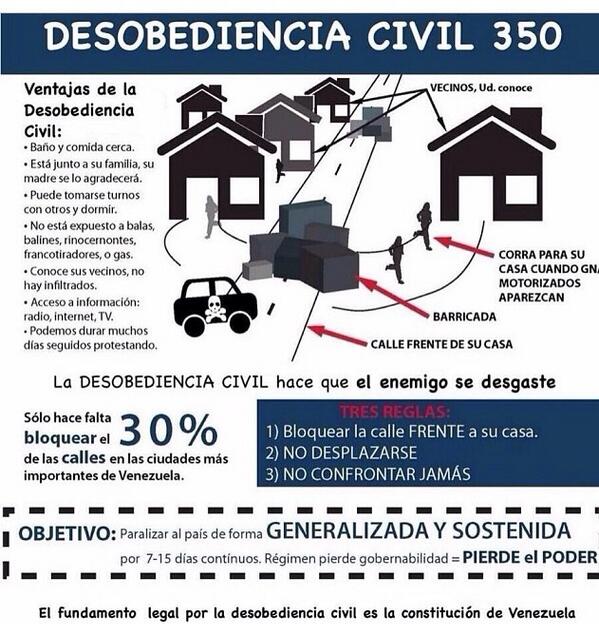 DESOBEDIENCIA CIVIL 350
Ventajas de la
Desobediencia
Civil:
• Baño y comida cerca.
• Está junto a su familia, su
madre se lo agradecerá.
• Puede tomarse turnos
con otros y dormir.
• No está expuesto a balas,
balines, rinocernontes,
francotiradores, o gas.
• Conoce sus vecinos, no
hay infiltrados.
• Acceso a información:
radio, internet, TV.
• Podemos durar muchos
días seguidos protestando.
VECINOS, Ud. conoce
CORRA PARA SU
CASA CUANDO GN
MOTORIZADOS
APAREZCAN
BARRICADA
CALLE FRENTE DE SU CASA
La DESOBEDIENCIA CIVIL hace que el enemigo se desgaste
Sólo hace falta
bloquear el 30%
de las calles en las ciudades más
importantes de Venezuela.
TRES REGLAS:
1) Bloquear la calle FRENTE a su casa.
2) NO DESPLAZARSE
3) NO CONFRONTAR JAMÁS
OBJETIVO: Paralizar al país de forma GENERALIZADA Y SOSTENIDA
por 7-15 días contínuos. Régimen pierde gobernabilidad = PIERDE el PODER
El fundamento legal por la desobediencia civil es la constitución de Venezuela